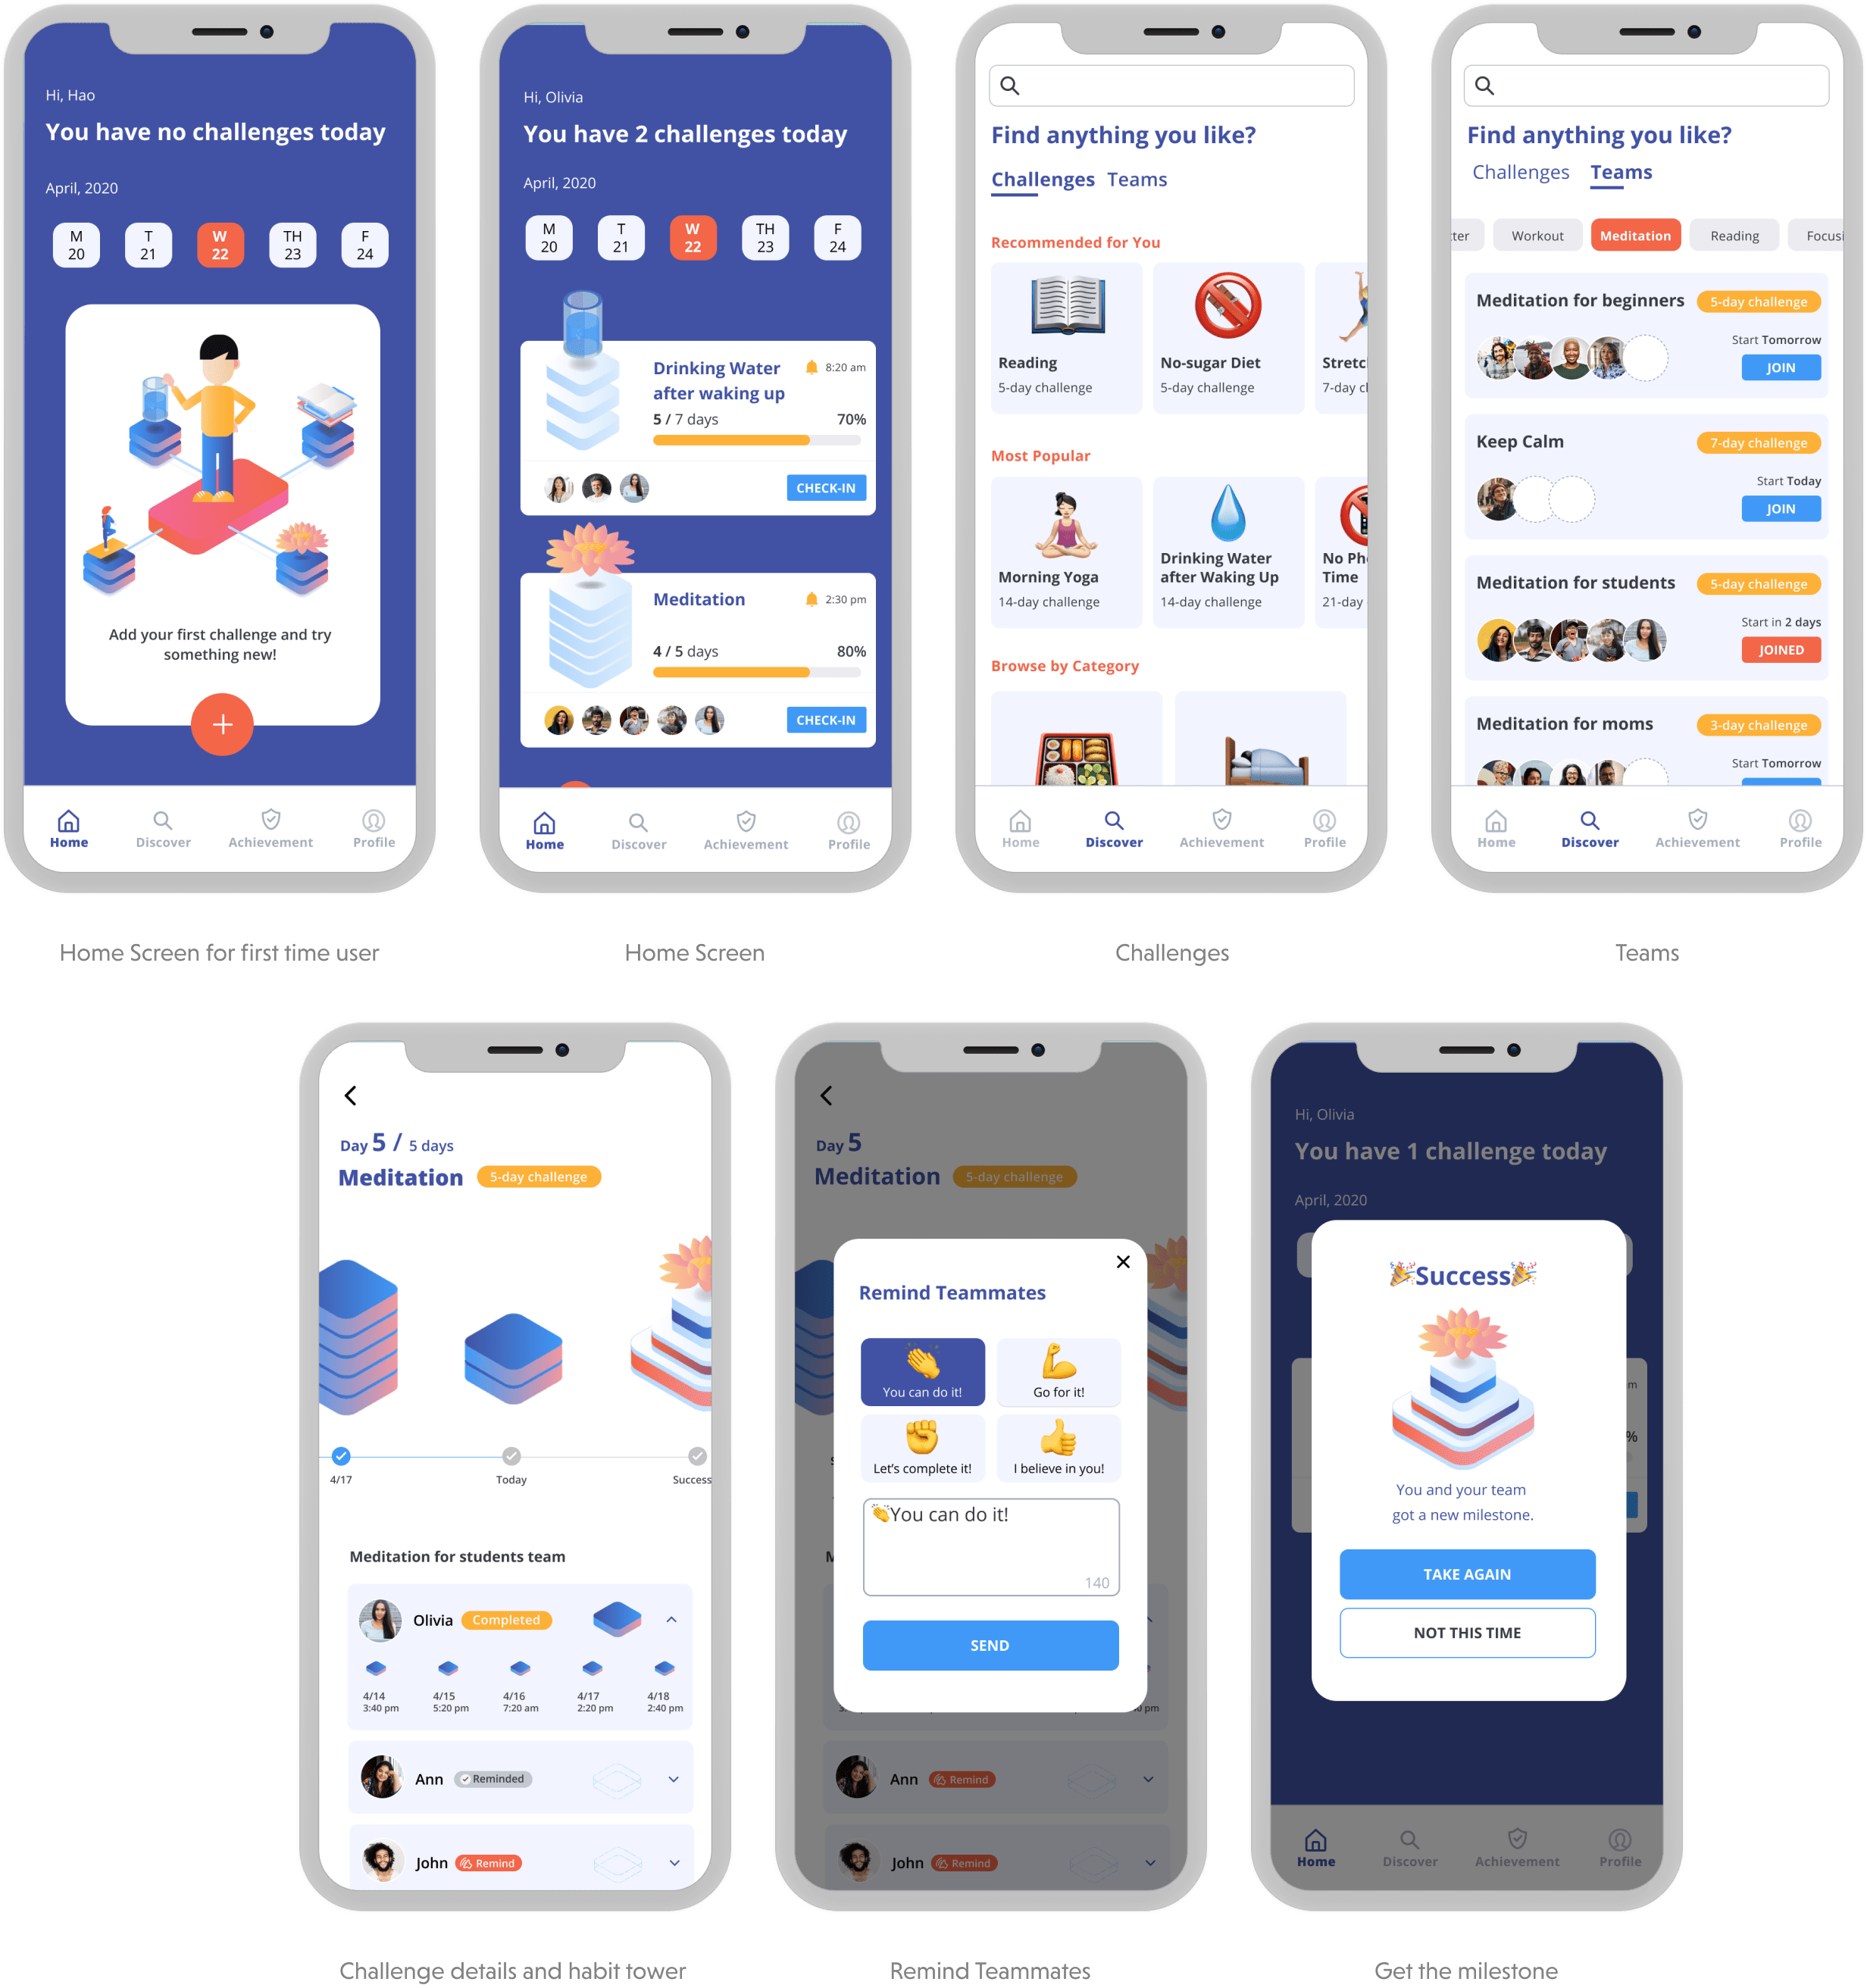 Hi, Hao
You have no challenges today
April, 2020
M T W TH F
20 21 22 23 24
Add your first challenge and try
something new!
Home Discover Achievement Profile
Home Screen for first time user
Hi, Olivia
You have 2 challenges today
April, 2020
M T W TH F
20 21 22 23 24
Drinking Water 8:20 am
after waking up
5 / 7 days 70%
CHECK-IN
Meditation 2:30 pm
4 / 5 days 80%
CHECK-IN
Home Discover Achievement Profile
Home Screen
Find anything you like?
Challenges Teams
Recommended for You
Reading No-sugar Diet Stretc
5-day challenge 5-day challenge 7-day cl
Most Popular
Drinking Water No Ph
Morning Yoga after Waking Up Time
14-day challenge 14-day challenge 21-day
Browse by Category
Home Discover Achievement Profile
Challenges
Find anything you like?
Challenges Teams
tter Workout Meditation Reading Focusi
Meditation for beginners 5-day challenge
Start Tomorrow
JOIN
Keep Calm 7-day challenge
Start Today
JOIN
Meditation for students 5-day challenge
Start in 2 days
JOINED
Meditation for moms 3-day challenge
Start Tomorrow
Home Discover Achievement Profile
Teams
Day 5 / 5 days
Meditation 5-day challenge
4/17 Today Success
Meditation for students team
Olivia Completed
4/14 4/15 4/16 4/17 4/18
3:40 pm 5:20 pm 7:20 am 2:20 pm 2:40 pm
Ann Reminded
John Remind
Challenge details and habit tower
Day 5
Meditation 5-day challenge
Remind Teammates
You can do it! Go for it!
Let's complete it! I believe in you!
You can do it!
140
SEND
Ann Remind
John Remind
Remind Teammates
Hi, Olivia
You have 1 challenge today
April, 2020
Success
You and your team
got a new milestone.
TAKE AGAIN
NOT THIS TIME
m
%
Home Discover Achievement Profile
Get the milestone